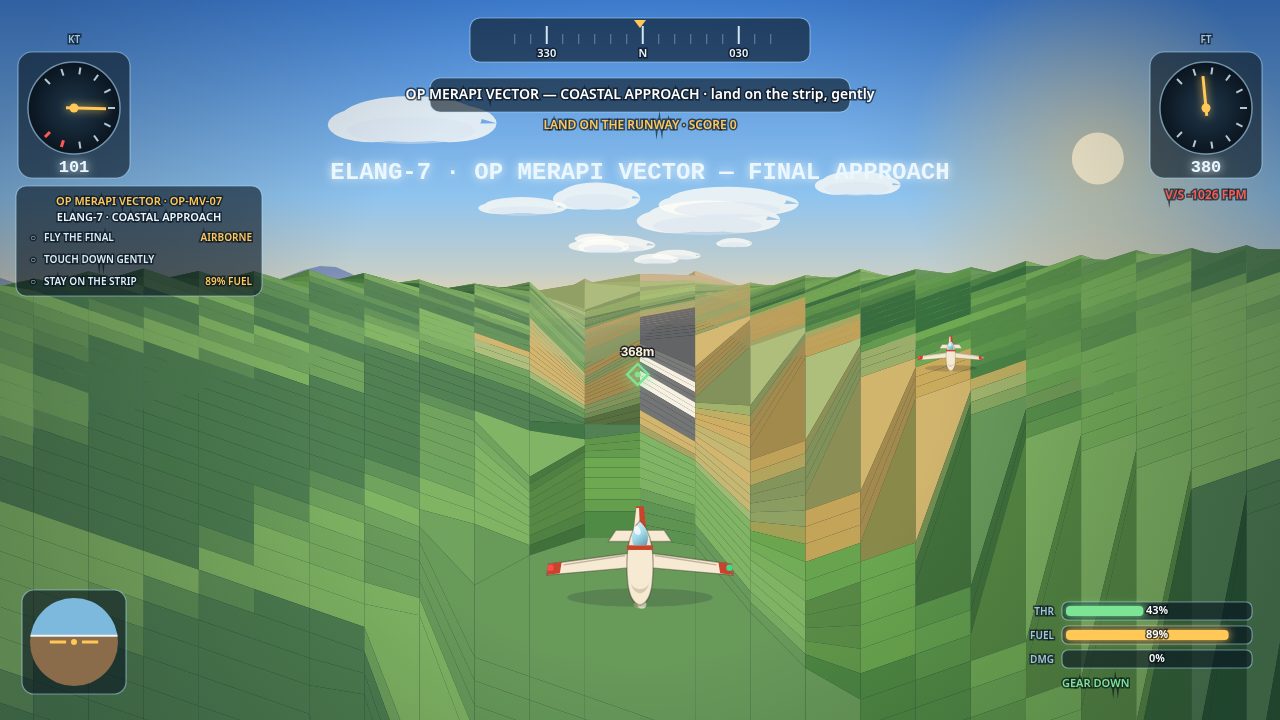 KT
330 N 030
FT
OP MERAPI VECTOR — COASTAL APPROACH · land on the strip, gently
LAND ON THE RUNWAY · SCORE 0
101
380
ELANG-7 · OP MERAPI VECTOR — FINAL APPROACH
V/S -1026 FPM
OP MERAPI VECTOR · OP-MV-07
ELANG-7 · COASTAL APPROACH
FLY THE FINAL AIRBORNE
TOUCH DOWN GENTLY
STAY ON THE STRIP 89% FUEL
368m
THR 43%
FUEL 89%
DMG 0%
GEAR DOWN